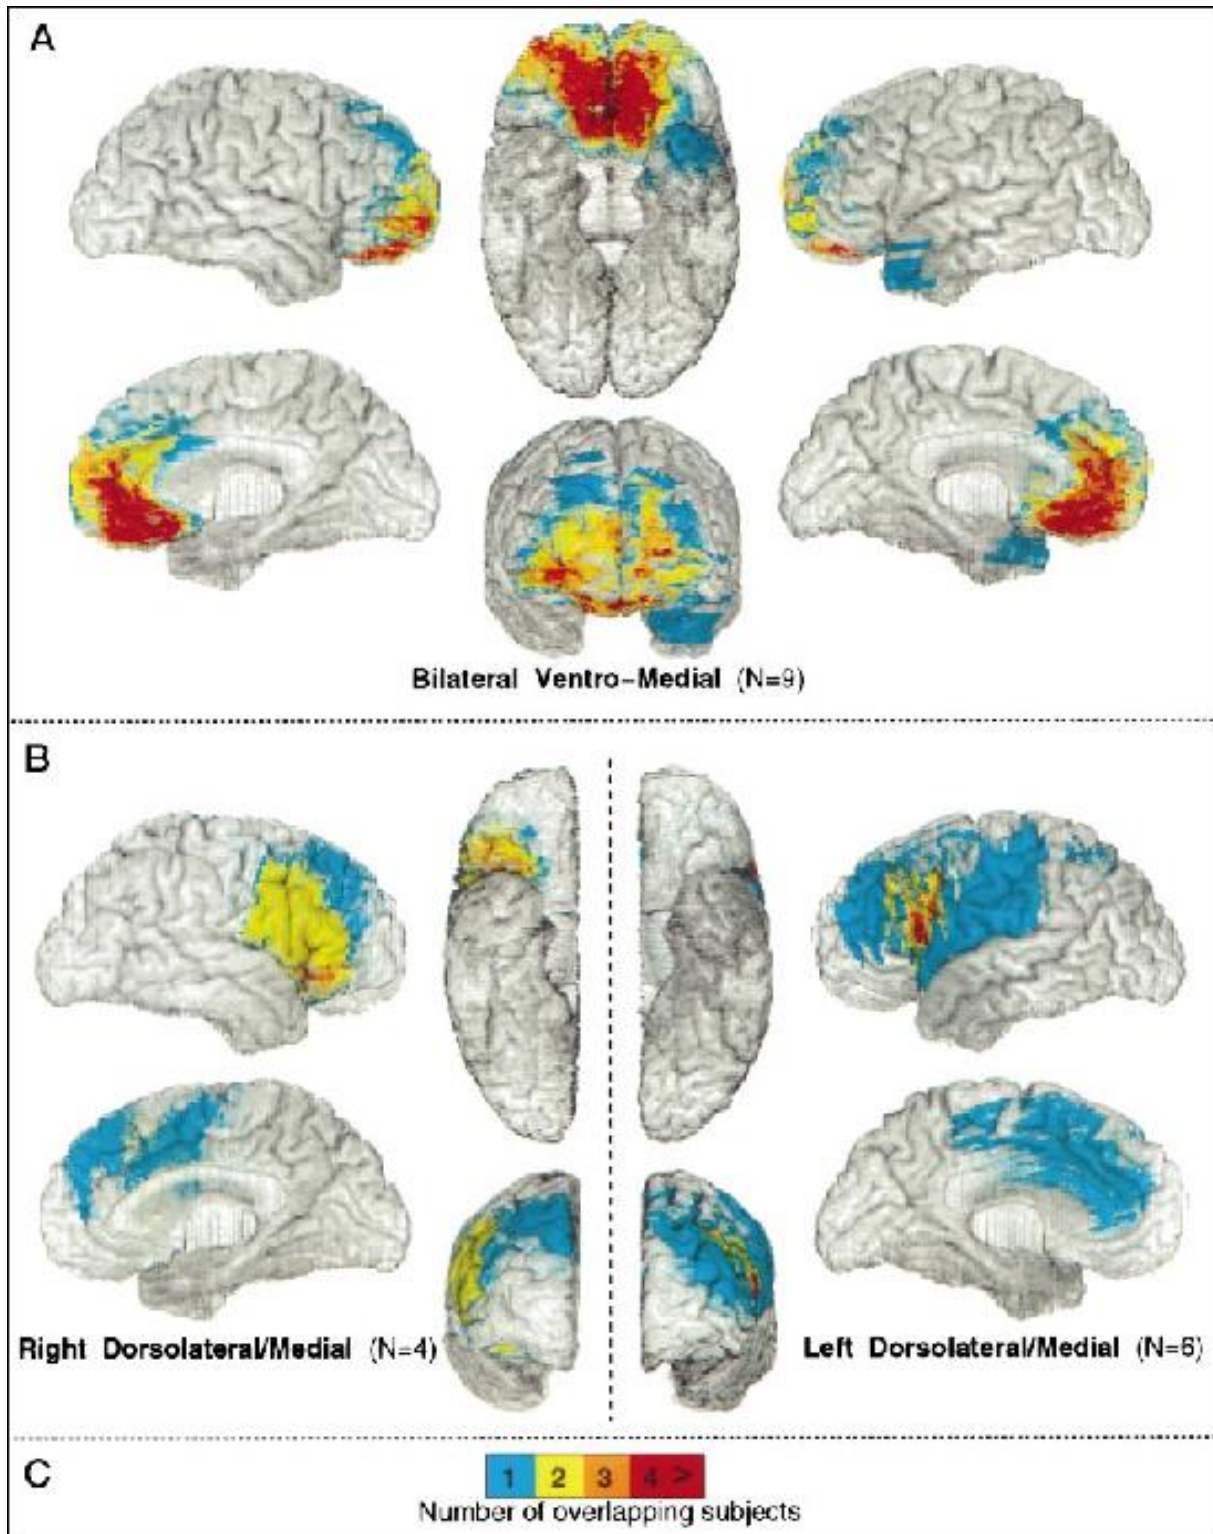 A
Bilateral Ventro-Medial (N=9)
B
Right Dorsolateral/Medial (N=4)
Left Dorsolateral/Medial (N=6)
C
1 2 3 4 >
Number of overlapping subjects